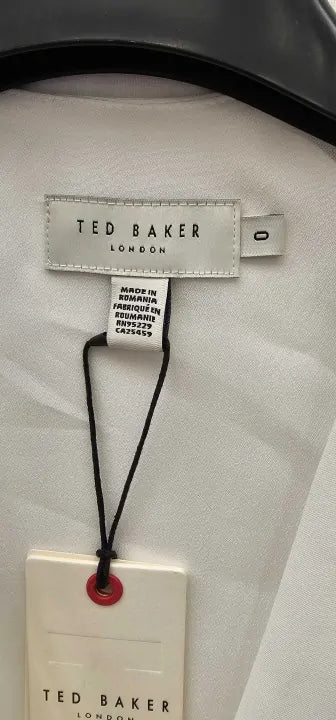 TED BAKER
LONDON
0
MADE IN
ROMANIA
FABRIQUÉ EN
ROUMANIE
RN95229
CA25459
TED BAKER
LONDON